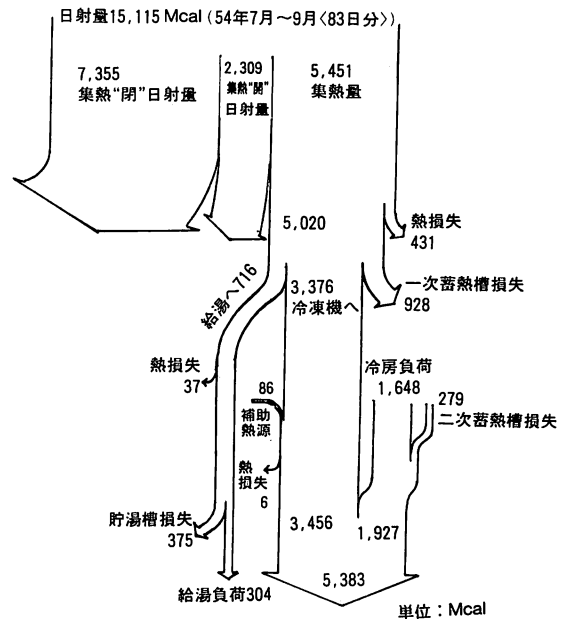 日射量15,115 Mcal (54年7月～9月〈83日分〉)
7,355
集熱“閉”日射量
2,309
集熱“開”
日射量
5,451
集熱量
5,020
熱損失
431
給湯へ716
3,376
冷凍機へ
一次蓄熱槽損失
928
熱損失
37
86
補助
熱源
冷房負荷
1,648
279
二次蓄熱槽損失
熱
損失
6
貯湯槽損失
375
3,456
1,927
給湯負荷304
5,383
単位：Mcal